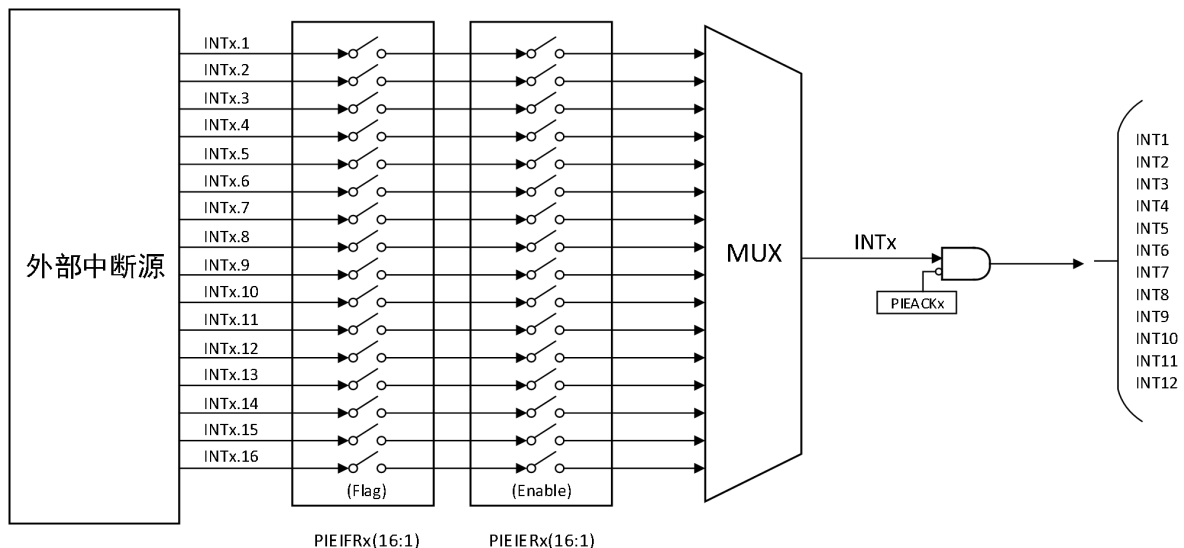 外部中断源
INTx.1
INTx.2
INTx.3
INTx.4
INTx.5
INTx.6
INTx.7
INTx.8
INTx.9
INTx.10
INTx.11
INTx.12
INTx.13
INTx.14
INTx.15
INTx.16
(Flag)
PIEIFRx(16:1)
(Enable)
PIEIERx(16:1)
MUX
INTx
PIEACKx
INT1
INT2
INT3
INT4
INT5
INT6
INT7
INT8
INT9
INT10
INT11
INT12